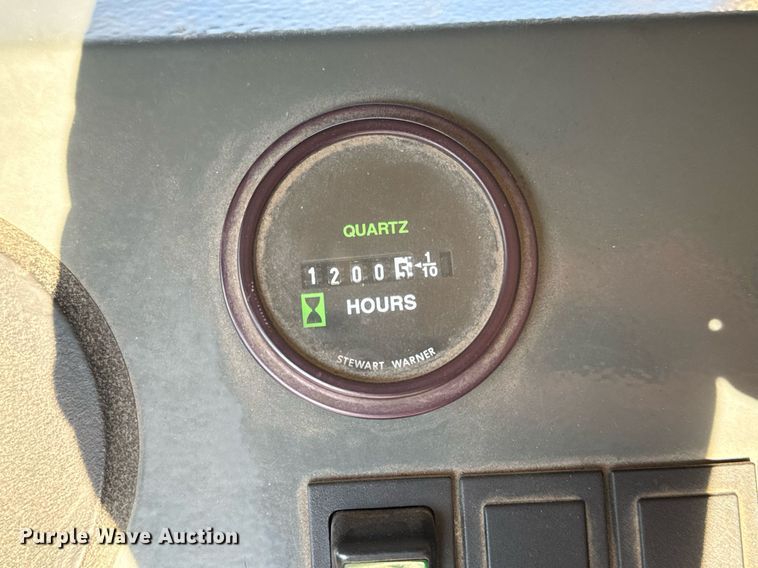 QUARTZ
12005 1/10
HOURS
STEWART WARNER
Purple Wave Auction